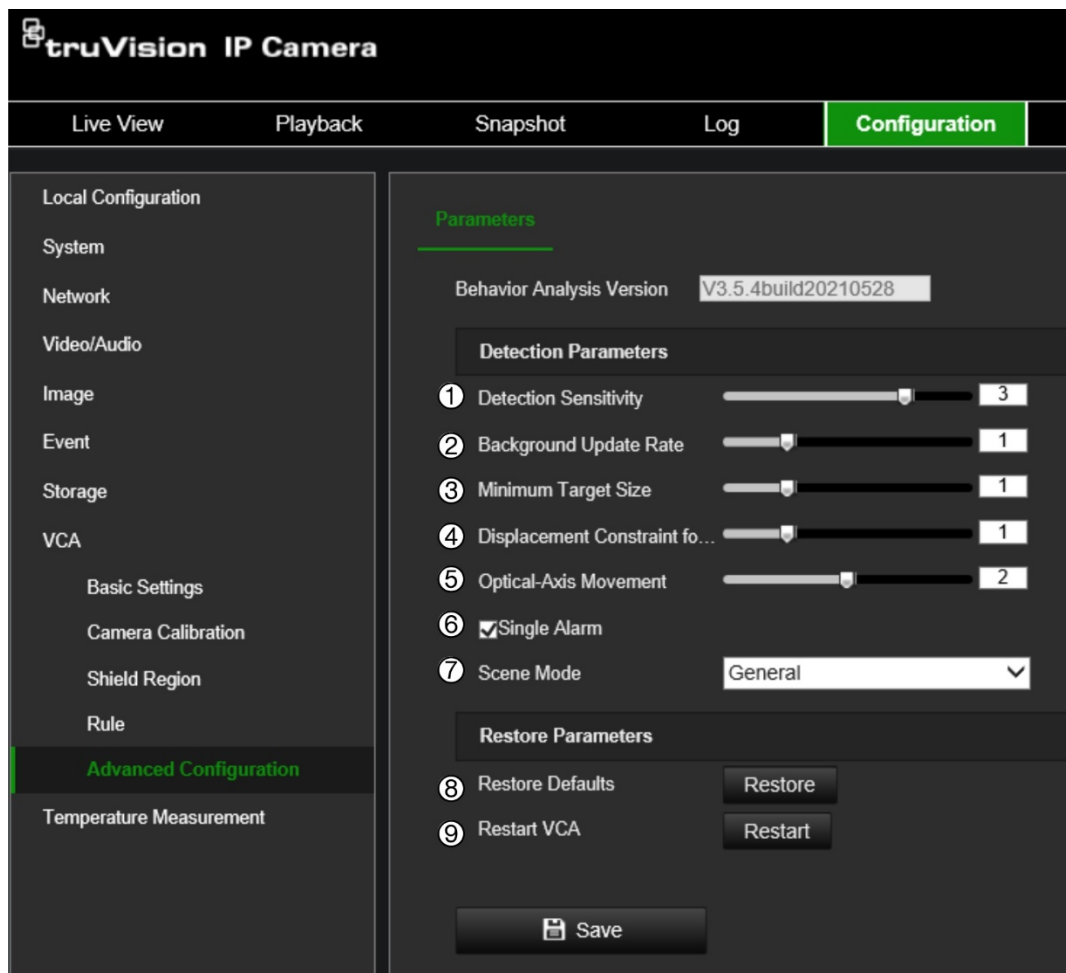 truVision IP Camera
Live View Playback Snapshot Log Configuration
Local Configuration
System
Network
Video/Audio
Image
Event
Storage
VCA
Basic Settings
Camera Calibration
Shield Region
Rule
Advanced Configuration
Temperature Measurement
Parameters
Behavior Analysis Version V3.5.4build20210528
Detection Parameters
① Detection Sensitivity 3
② Background Update Rate 1
③ Minimum Target Size 1
④ Displacement Constraint fo... 1
⑤ Optical-Axis Movement 2
⑥ Single Alarm
⑦ Scene Mode General
Restore Parameters
⑧ Restore Defaults Restore
⑨ Restart VCA Restart
Save